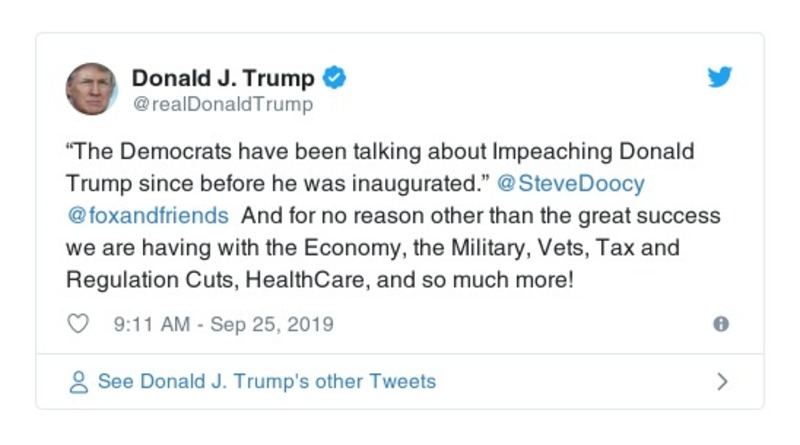 Donald J. Trump
@realDonaldTrump
“The Democrats have been talking about Impeaching Donald
Trump since before he was inaugurated.” @SteveDoocy
@foxandfriends  And for no reason other than the great success
we are having with the Economy, the Military, Vets, Tax and
Regulation Cuts, HealthCare, and so much more!
9:11 AM - Sep 25, 2019
See Donald J. Trump's other Tweets